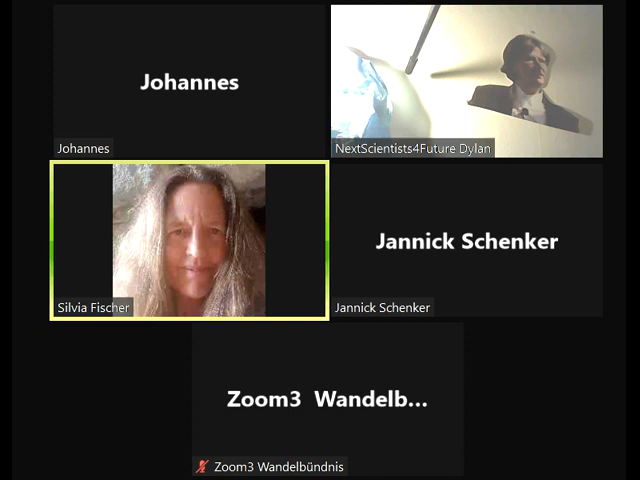 Johannes
Johannes
NextScientists4Future Dylan
Silvia Fischer
Jannick Schenker
Jannick Schenker
Zoom3 Wandelb...
Zoom3 Wandelbündnis